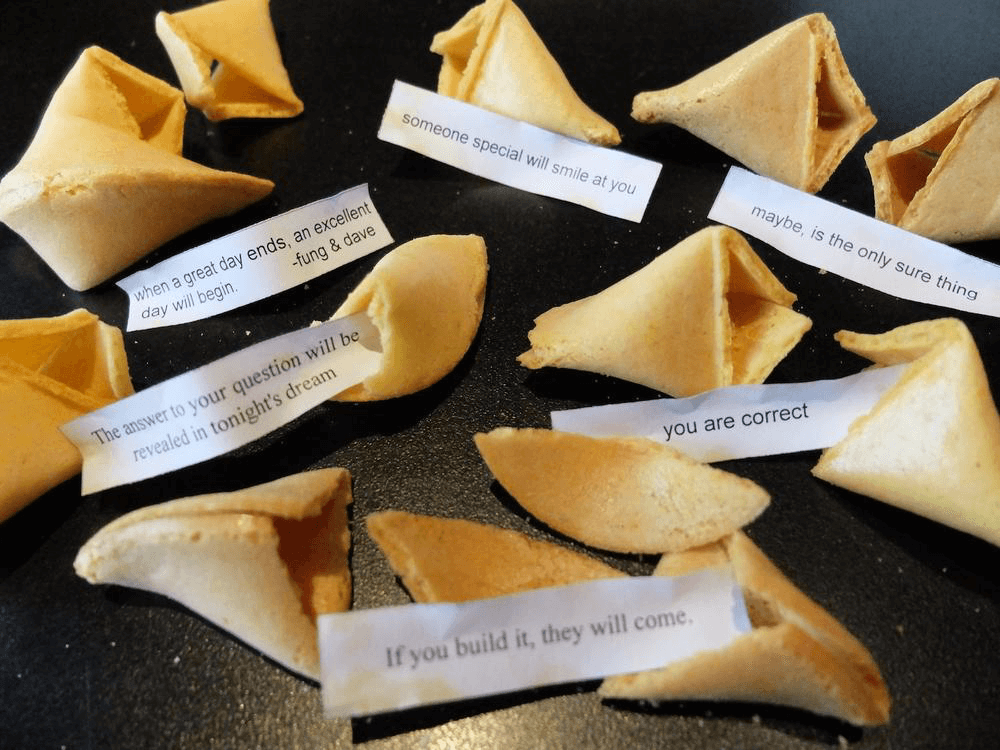 someone special will smile at you
maybe, is the only sure thing
when a great day ends, an excellent
day will begin.
-fung & dave
The answer to your question will be
revealed in tonight's dream
you are correct
If you build it, they will come.